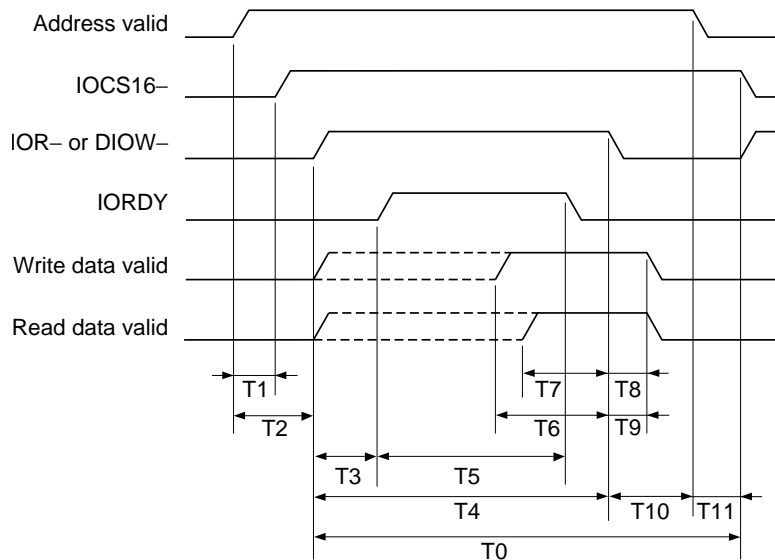 Address valid
IOCS16–
IOR– or DIOW–
IORDY
Write data valid
Read data valid
T1
T7
T8
T2
T6
T9
T3
T5
T4
T10
T11
T0